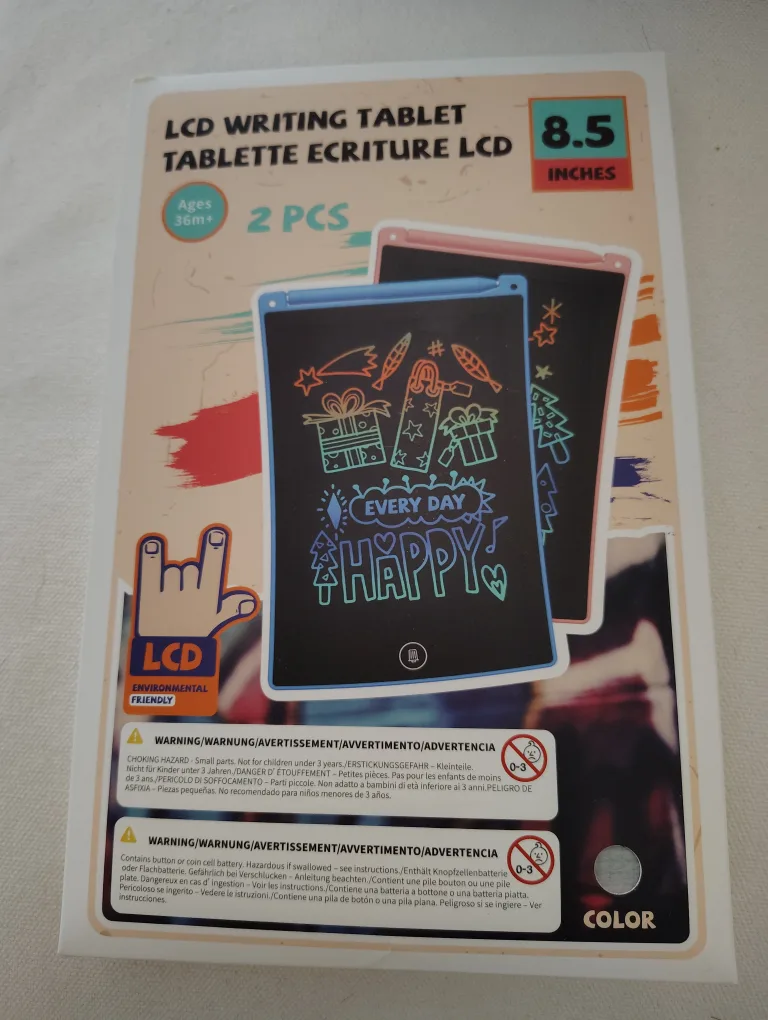 LCD WRITING TABLET
TABLETTE ECRITURE LCD
8.5
INCHES
Ages
36m+
2 PCS
#
EVERY DAY
HAPPY
LCD
ENVIRONMENTAL
FRIENDLY
WARNING/WARNUNG/AVERTISSEMENT/AVVERTIMENTO/ADVERTENCIA
CHOKING HAZARD - Small parts. Not for children under 3 years./ERSTICKUNGSGEFAHR – Kleinteile.
Nicht für Kinder unter 3 Jahren./DANGER D' ÉTOUFFEMENT – Petites pièces. Pas pour les enfants de moins
de 3 ans./PERICOLO DI SOFFOCAMENTO – Parti piccole. Non adatto a bambini di età inferiore ai 3 anni.PELIGRO DE
ASFIXIA – Piezas pequeñas. No recomendado para niños menores de 3 años.
0-3
WARNING/WARNUNG/AVERTISSEMENT/AVVERTIMENTO/ADVERTENCIA
Contains button or coin cell battery. Hazardous if swallowed – see instructions./Enthält Knopfzellenbatterie
oder Flachbatterie. Gefährlich bei Verschlucken – Anleitung beachten./Contient une pile bouton ou une pile
plate. Dangereux en cas d' ingestion – Voir les instructions./Contiene una batteria a bottone o una batteria piatta.
Pericoloso se ingerito – Vedere le istruzioni./Contiene una pila de botón o una pila plana. Peligroso si se ingiere – Ver
instrucciones.
0-3
COLOR